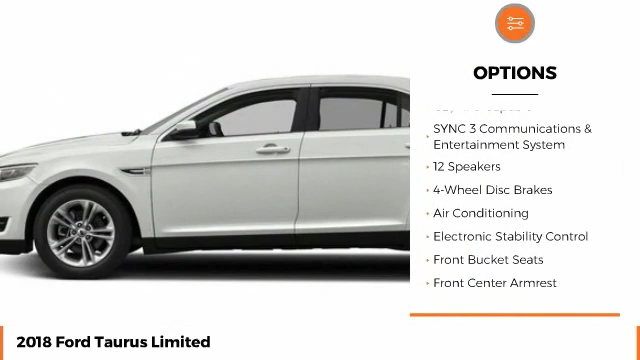 OPTIONS
SYNC 3 Communications &
Entertainment System
12 Speakers
4-Wheel Disc Brakes
Air Conditioning
Electronic Stability Control
Front Bucket Seats
Front Center Armrest
2018 Ford Taurus Limited